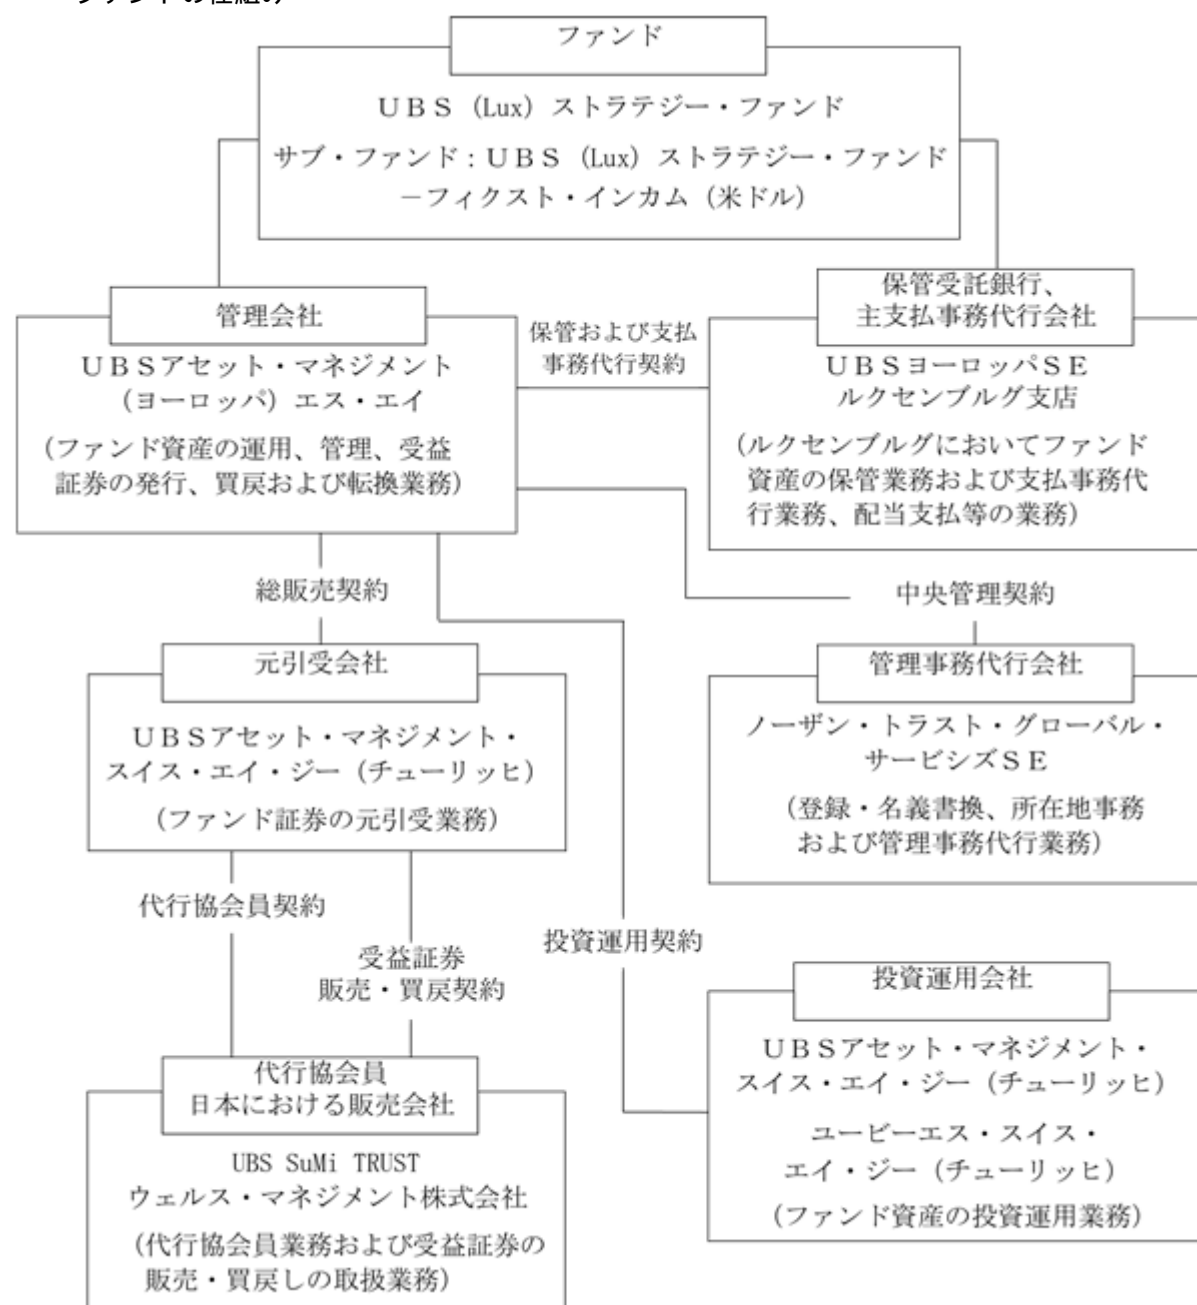 ファンドの仕組み
ファンド
ＵＢＳ（Lux）ストラテジー・ファンド
サブ・ファンド：ＵＢＳ（Lux）ストラテジー・ファンド
－フィクスト・インカム（米ドル）
管理会社
ＵＢＳアセット・マネジメント
（ヨーロッパ）エス・エイ
（ファンド資産の運用、管理、受益
証券の発行、買戻および転換業務）
保管および支払
事務代行契約
保管受託銀行、
主支払事務代行会社
ＵＢＳヨーロッパＳＥ
ルクセンブルグ支店
（ルクセンブルグにおいてファンド
資産の保管業務および支払事務代
行業務、配当支払等の業務）
総販売契約
中央管理契約
元引受会社
ＵＢＳアセット・マネジメント・
スイス・エイ・ジー（チューリッヒ）
（ファンド証券の元引受業務）
管理事務代行会社
ノーザン・トラスト・グローバル・
サービシズＳＥ
（登録・名義書換、所在地事務
および管理事務代行業務）
代行協会員契約
受益証券
販売・買戻契約
投資運用契約
代行協会員
日本における販売会社
UBS SuMi TRUST
ウェルス・マネジメント株式会社
（代行協会員業務および受益証券の
販売・買戻しの取扱業務）
投資運用会社
ＵＢＳアセット・マネジメント・
スイス・エイ・ジー（チューリッヒ）
ユービーエス・スイス・
エイ・ジー（チューリッヒ）
（ファンド資産の投資運用業務）